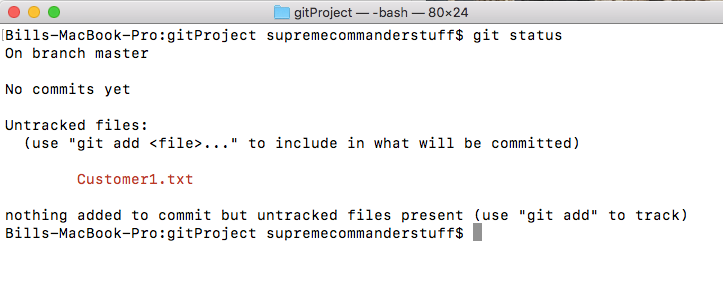 gitProject — -bash — 80×24
[Bills-MacBook-Pro:gitProject supremecommanderstuff$ git status
On branch master
No commits yet
Untracked files:
(use "git add <file>..." to include in what will be committed)
Customer1.txt
nothing added to commit but untracked files present (use "git add" to track)
Bills-MacBook-Pro:gitProject supremecommanderstuff$